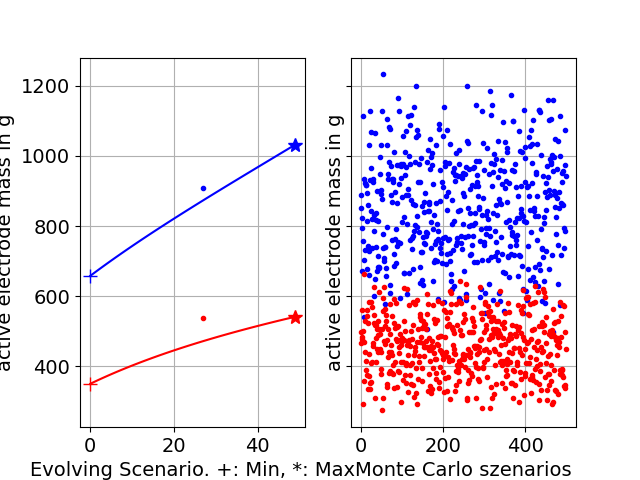 1200
1000
800
600
400
active electrode mass in g
0 20 40
active electrode mass in g
0 200 400
Evolving Scenario. +: Min, *: MaxMonte Carlo szenarios